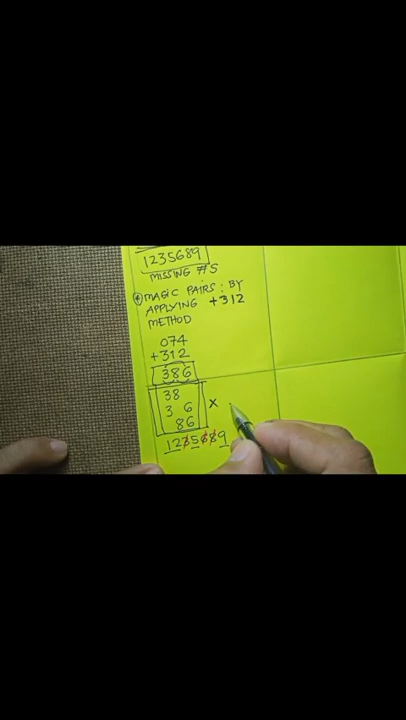 1235689
MISSING #'S
4 MAGIC PAIRS: BY
APPLYING +312
METHOD
074
+312
386
38
3 6 X
86
1235689